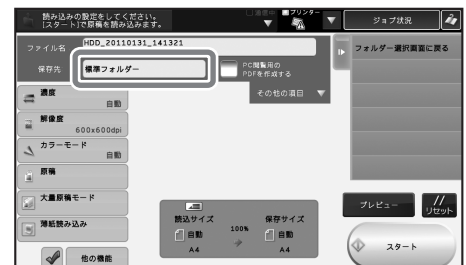 読み込みの設定をしてください。
[スタート]で原稿を読み込みます。
プリンター
ジョブ状況
ファイル名
HDD_20110131_141321
フォルダー選択画面に戻る
保存先
標準フォルダー
PC閲覧用の
PDFを作成する
その他の項目
濃度
自動
解像度
600x600dpi
カラーモード
自動
原稿
大量原稿モード
薄紙読み込み
他の機能
読込サイズ
自動
A4
100%
保存サイズ
自動
A4
プレビュー
リセット
スタート